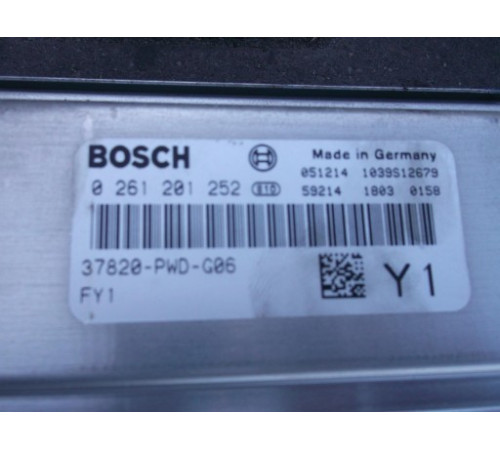 BOSCH Made in Germany
051214 1039S12679
0 261 201 252 59214 1803 0158
37820-PWD-G06
FY1
Y1